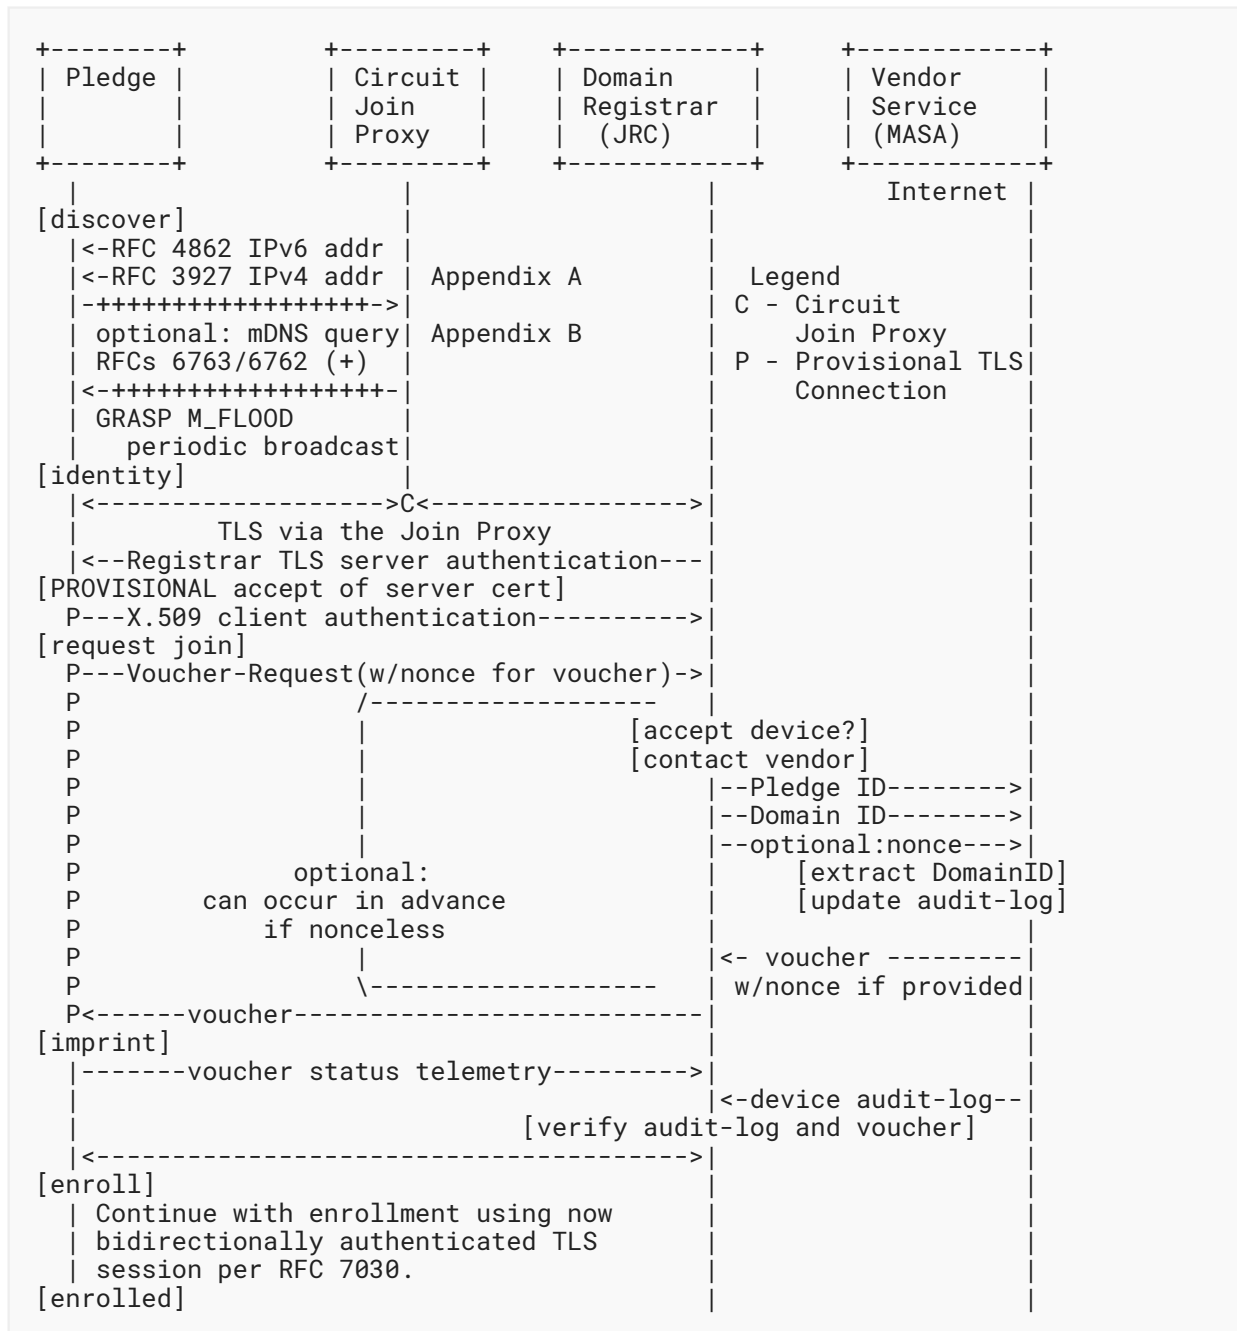 +--------+         +---------+    +------------+     +------------+
| Pledge |         | Circuit |    | Domain     |     | Vendor     |
|        |         | Join    |    | Registrar  |     | Service    |
|        |         | Proxy   |    |  (JRC)     |     | (MASA)     |
+--------+         +---------+    +------------+     +------------+
  |                     |                   |           Internet |
[discover]              |                   |                    |
  |<-RFC 4862 IPv6 addr |                   |                    |
  |<-RFC 3927 IPv4 addr | Appendix A        |  Legend            |
  |-++++++++++++++++++->|                   | C - Circuit        |
  | optional: mDNS query| Appendix B        |     Join Proxy     |
  | RFCs 6763/6762 (+)  |                   | P - Provisional TLS|
  |<-++++++++++++++++++-|                   |     Connection     |
  | GRASP M_FLOOD       |                   |                    |
  |   periodic broadcast|                   |                    |
[identity]              |                   |                    |
  |<------------------->C<----------------->|                    |
  |         TLS via the Join Proxy          |                    |
  |<--Registrar TLS server authentication---|                    |
[PROVISIONAL accept of server cert]         |                    |
  P---X.509 client authentication---------->|                    |
[request join]                              |                    |
  P---Voucher-Request(w/nonce for voucher)->|                    |
  P                  /-------------------   |                    |
  P                  |                 [accept device?]          |
  P                  |                 [contact vendor]          |
  P                  |                      |--Pledge ID-------->|
  P                  |                      |--Domain ID-------->|
  P                  |                      |--optional:nonce--->|
  P              optional:                  |     [extract DomainID]
  P        can occur in advance             |     [update audit-log]
  P            if nonceless                 |                    |
  P                  |                      |<- voucher ---------|
  P                  \-------------------   | w/nonce if provided|
  P<------voucher---------------------------|                    |
[imprint]                                   |                    |
  |-------voucher status telemetry--------->|                    |
  |                                         |<-device audit-log--|
  |                             [verify audit-log and voucher]   |
  |<--------------------------------------->|                    |
[enroll]                                    |                    |
  | Continue with enrollment using now      |                    |
  | bidirectionally authenticated TLS       |                    |
  | session per RFC 7030.                   |                    |
[enrolled]                                  |                    |